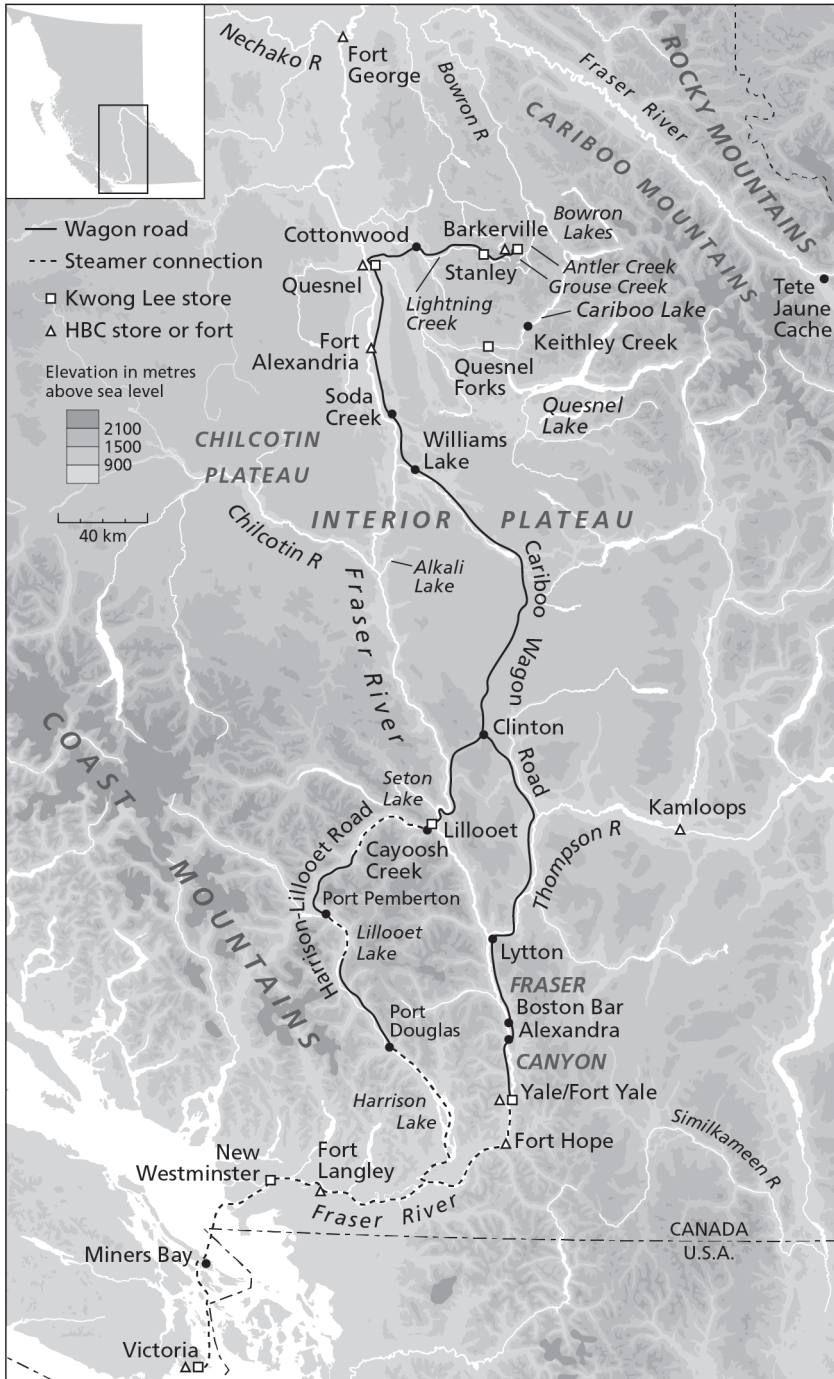 Nechako R
Fort
George
Bowron R
Fraser River
ROCKY MOUNTAINS
CARIBOO MOUNTAINS
Wagon road
Steamer connection
Kwong Lee store
HBC store or fort
Elevation in metres
above sea level
2100
1500
900
40 km
Cottonwood
Barkerville
Bowron
Lakes
Quesnel
Stanley
Antler Creek
Grouse Creek
Lightning
Creek
Cariboo Lake
Tete
Jaune
Cache
Keithley Creek
Fort
Alexandria
Quesnel
Forks
Soda
Creek
Quesnel
Lake
CHILCOTIN
PLATEAU
Williams
Lake
INTERIOR PLATEAU
Chilcotin R
Alkali
Lake
Fraser River
Cariboo Wagon Road
Clinton
COAST MOUNTAINS
Seton
Lake
Lillooet
Kamloops
Thompson R
Cayoosh
Creek
Harrison-Lillooet Road
Port Pemberton
Lillooet
Lake
Lytton
FRASER
Boston Bar
Alexandra
CANYON
Port
Douglas
Yale/Fort Yale
Harrison
Lake
Fort Hope
Similkameen R
New
Westminster
Fort
Langley
Fraser River
CANADA
U.S.A.
Miners Bay
Victoria